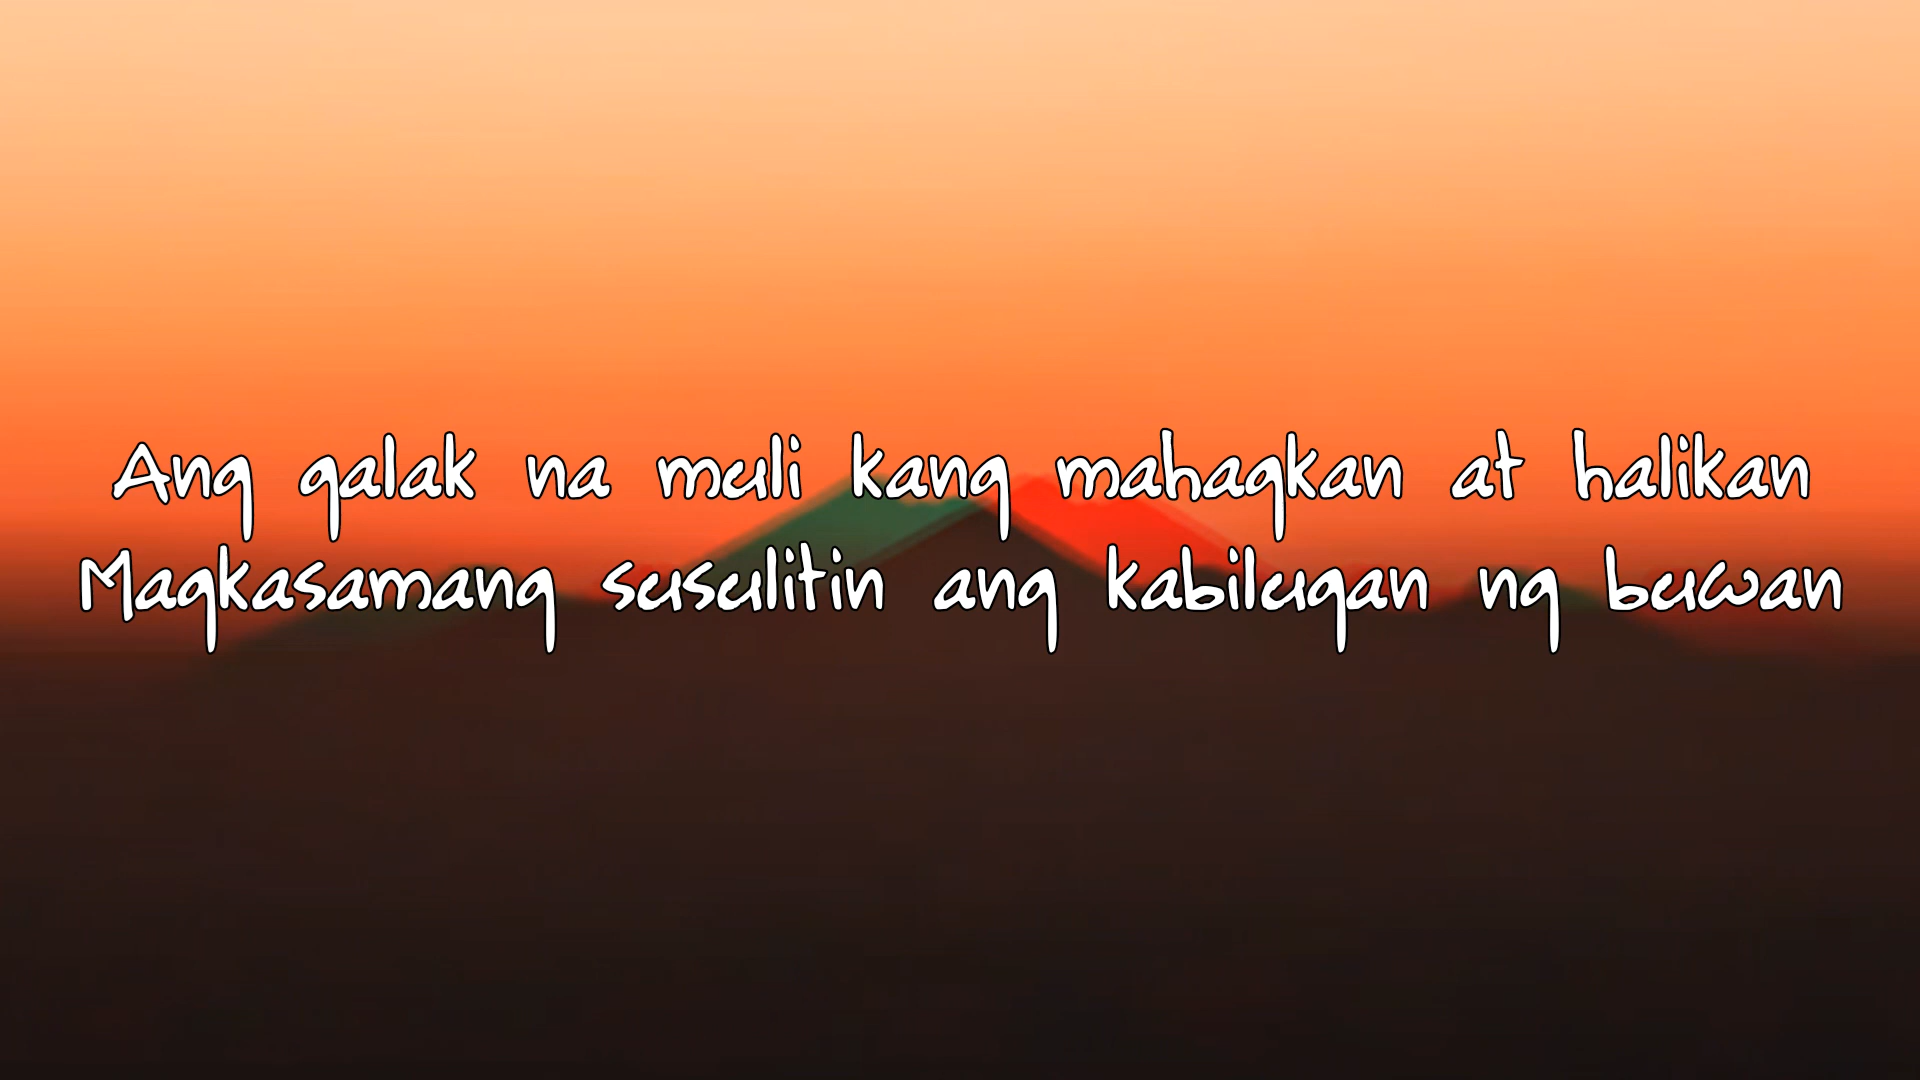 Ang galak na muli kang mahagkan at halikan
Magkasamang susulitin ang kabilugan ng buwan